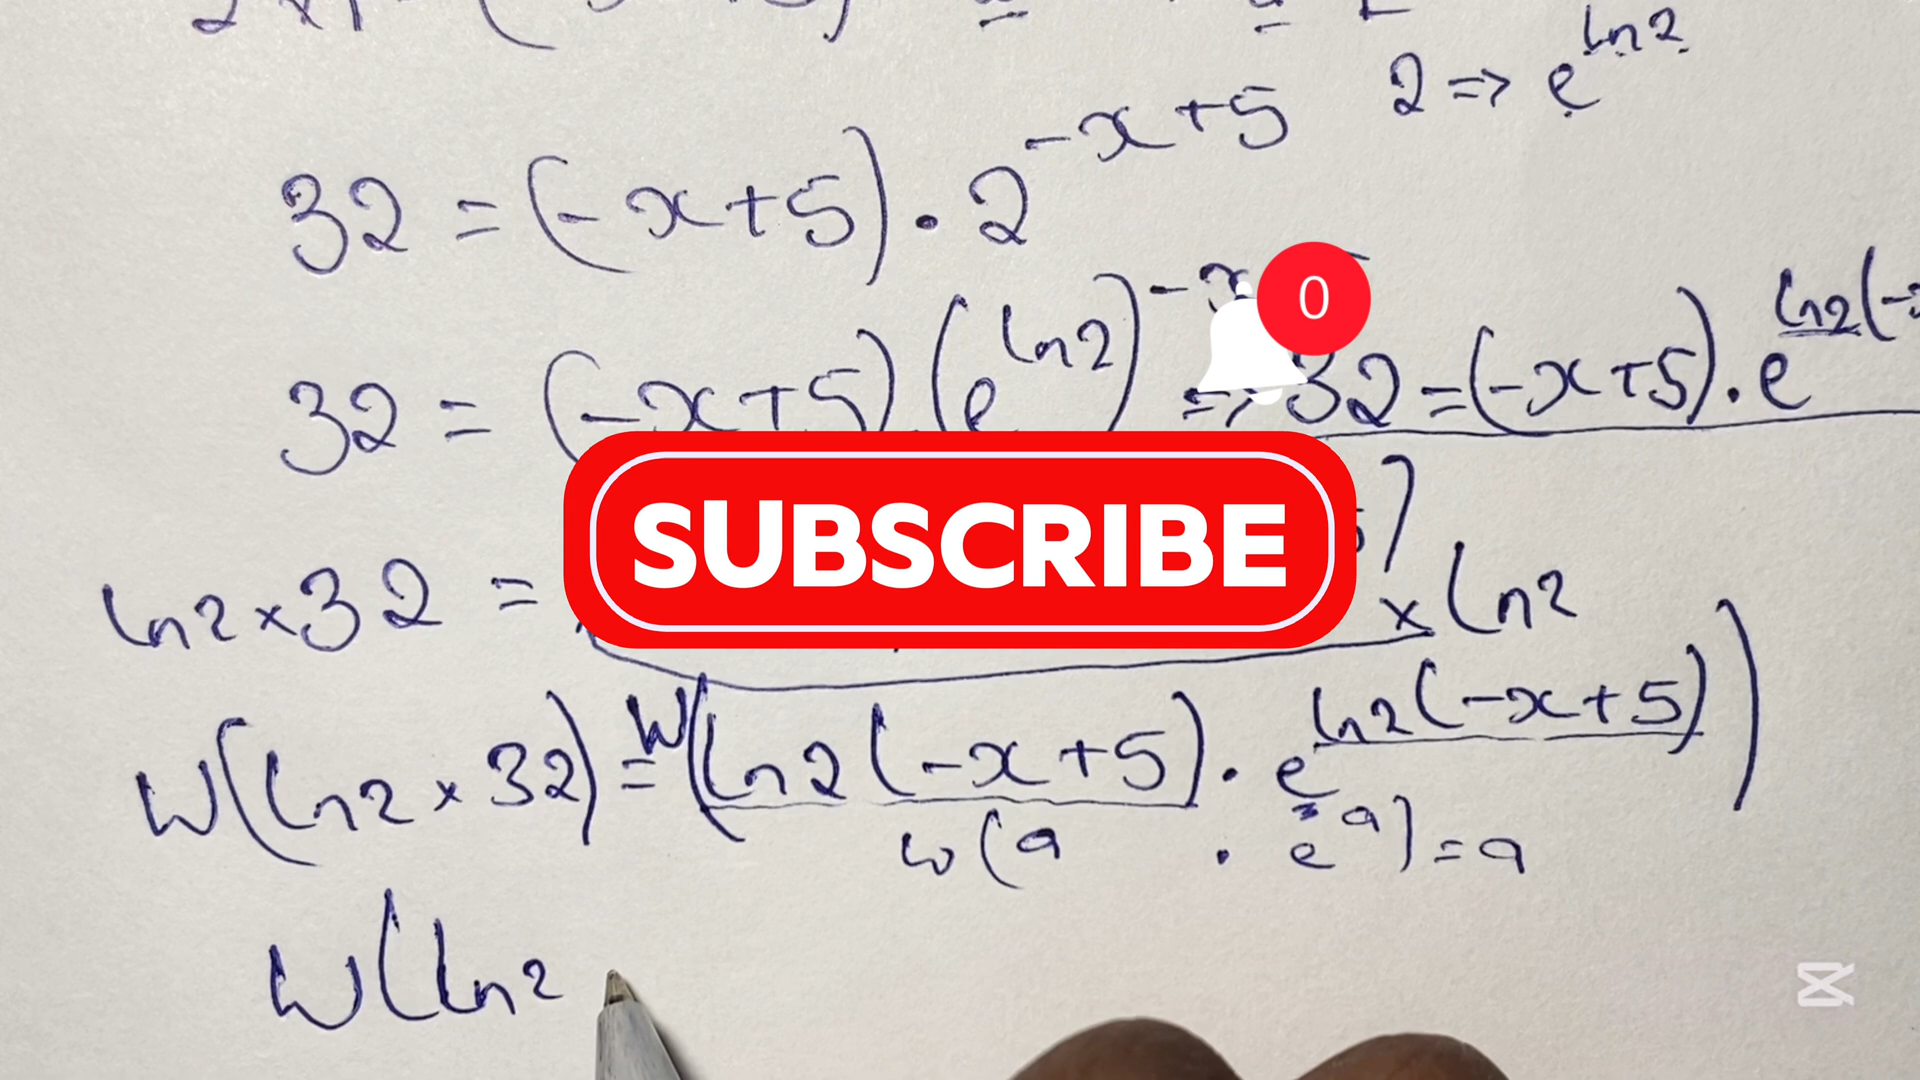 2 => e^ln2
32 = (-x+5) · 2^-x+5
32 = (-x+5) · (e^ln2)^-x => 32 = (-x+5) · e^ln2(-x
0
SUBSCRIBE
ln2 × 32 = × ln2
W(ln2 × 32) = W(ln2(-x+5) · e^ln2(-x+5))
W(a · e^a) = a
W(ln2